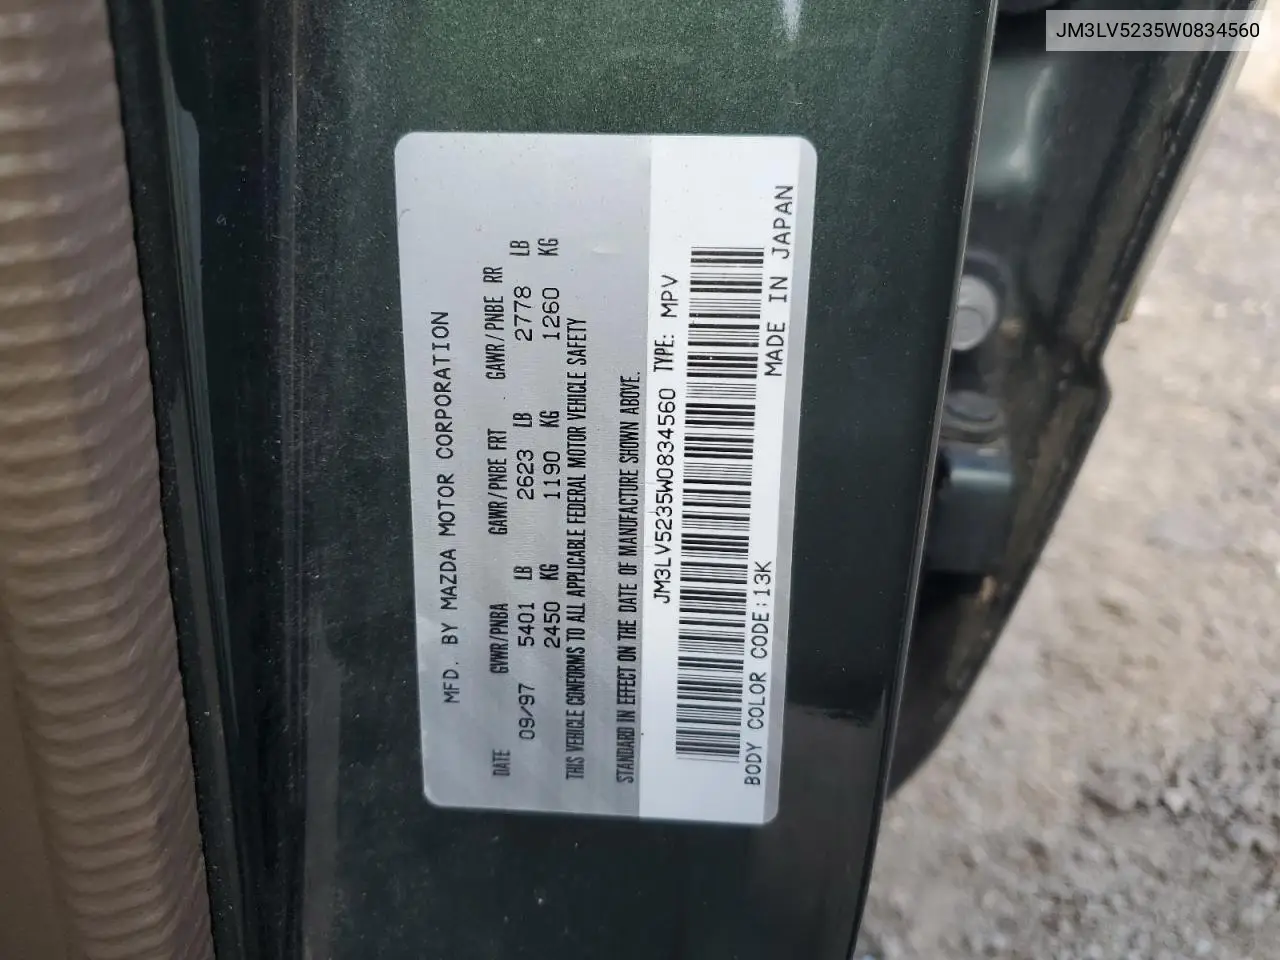 JM3LV5235W0834560
MFD. BY MAZDA MOTOR CORPORATION
DATE GVWR/PNBA GAWR/PNBE FRT GAWR/PNBE RR
09/97 5401 LB 2623 LB 2778 LB
2450 KG 1190 KG 1260 KG
THIS VEHICLE CONFORMS TO ALL APPLICABLE FEDERAL MOTOR VEHICLE SAFETY
STANDARD IN EFFECT ON THE DATE OF MANUFACTURE SHOWN ABOVE.
JM3LV5235W0834560 TYPE: MPV
BODY COLOR CODE:13K MADE IN JAPAN